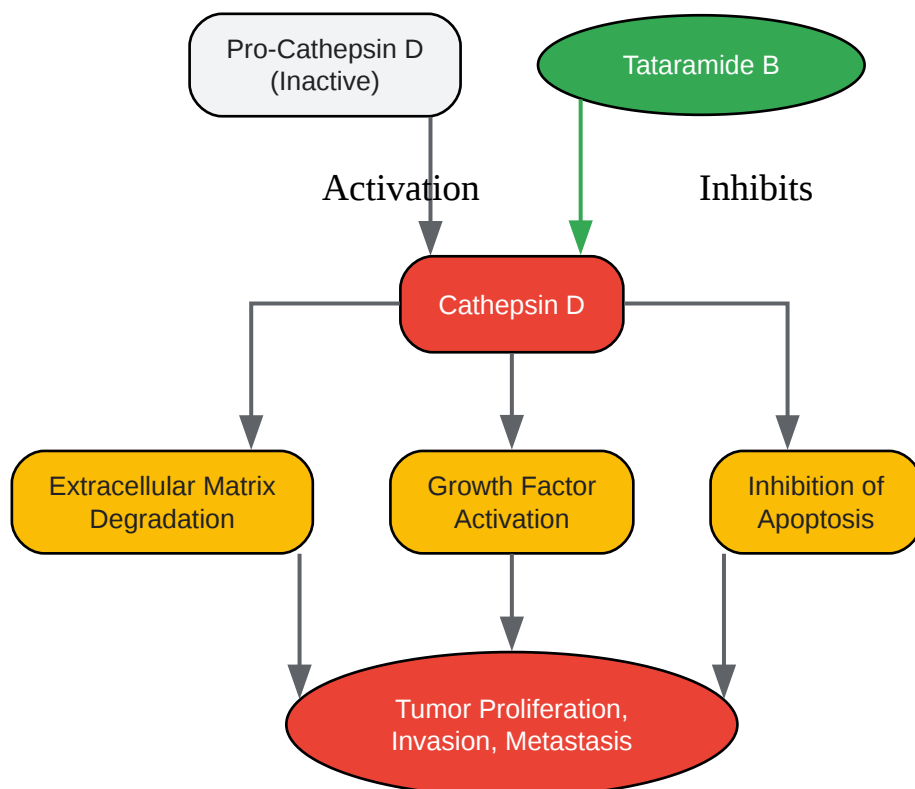 Pro-Cathepsin D
(Inactive)
Tataramide B
Activation
Inhibits
Cathepsin D
Extracellular Matrix
Degradation
Growth Factor
Activation
Inhibition of
Apoptosis
Tumor Proliferation,
Invasion, Metastasis